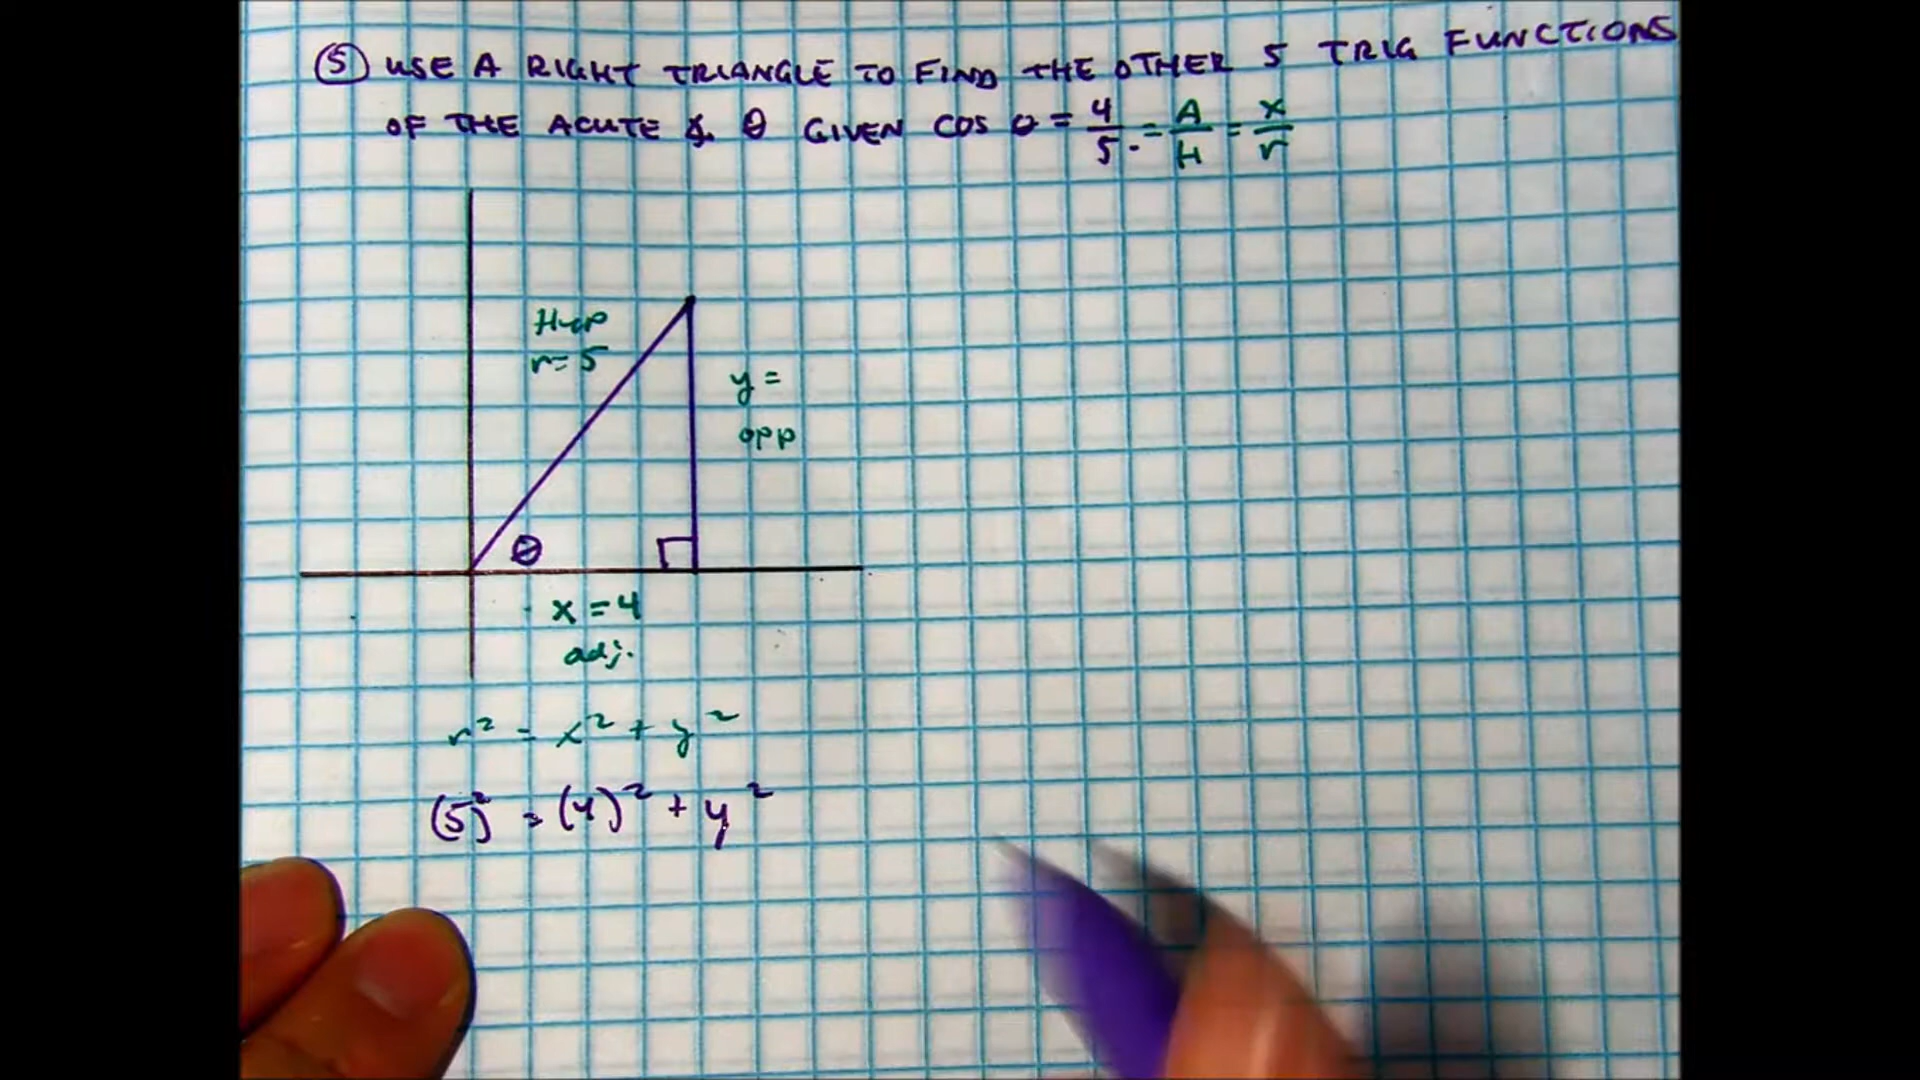 ⑤ USE A RIGHT TRIANGLE TO FIND THE OTHER 5 TRIG FUNCTIONS
OF THE ACUTE ∡ θ GIVEN COS θ = 4/5. = A/H = x/r
Hyp
r = 5
y =
opp
θ
x = 4
adj.
r² = x² + y²
(5)² = (4)² + y²